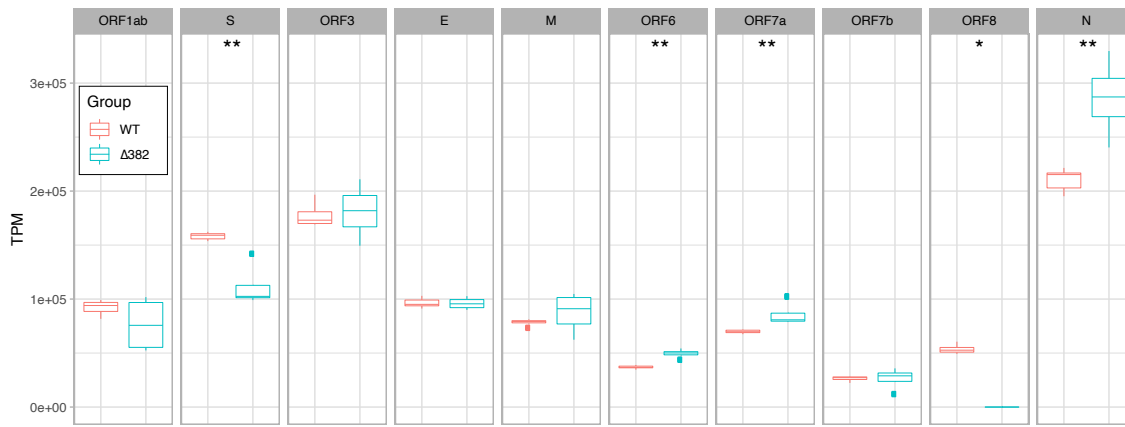 ORF1ab S ORF3 E M ORF6 ORF7a ORF7b ORF8 N
** ** ** * **
3e+05
Group
WT
Δ382
2e+05
TPM
1e+05
0e+00